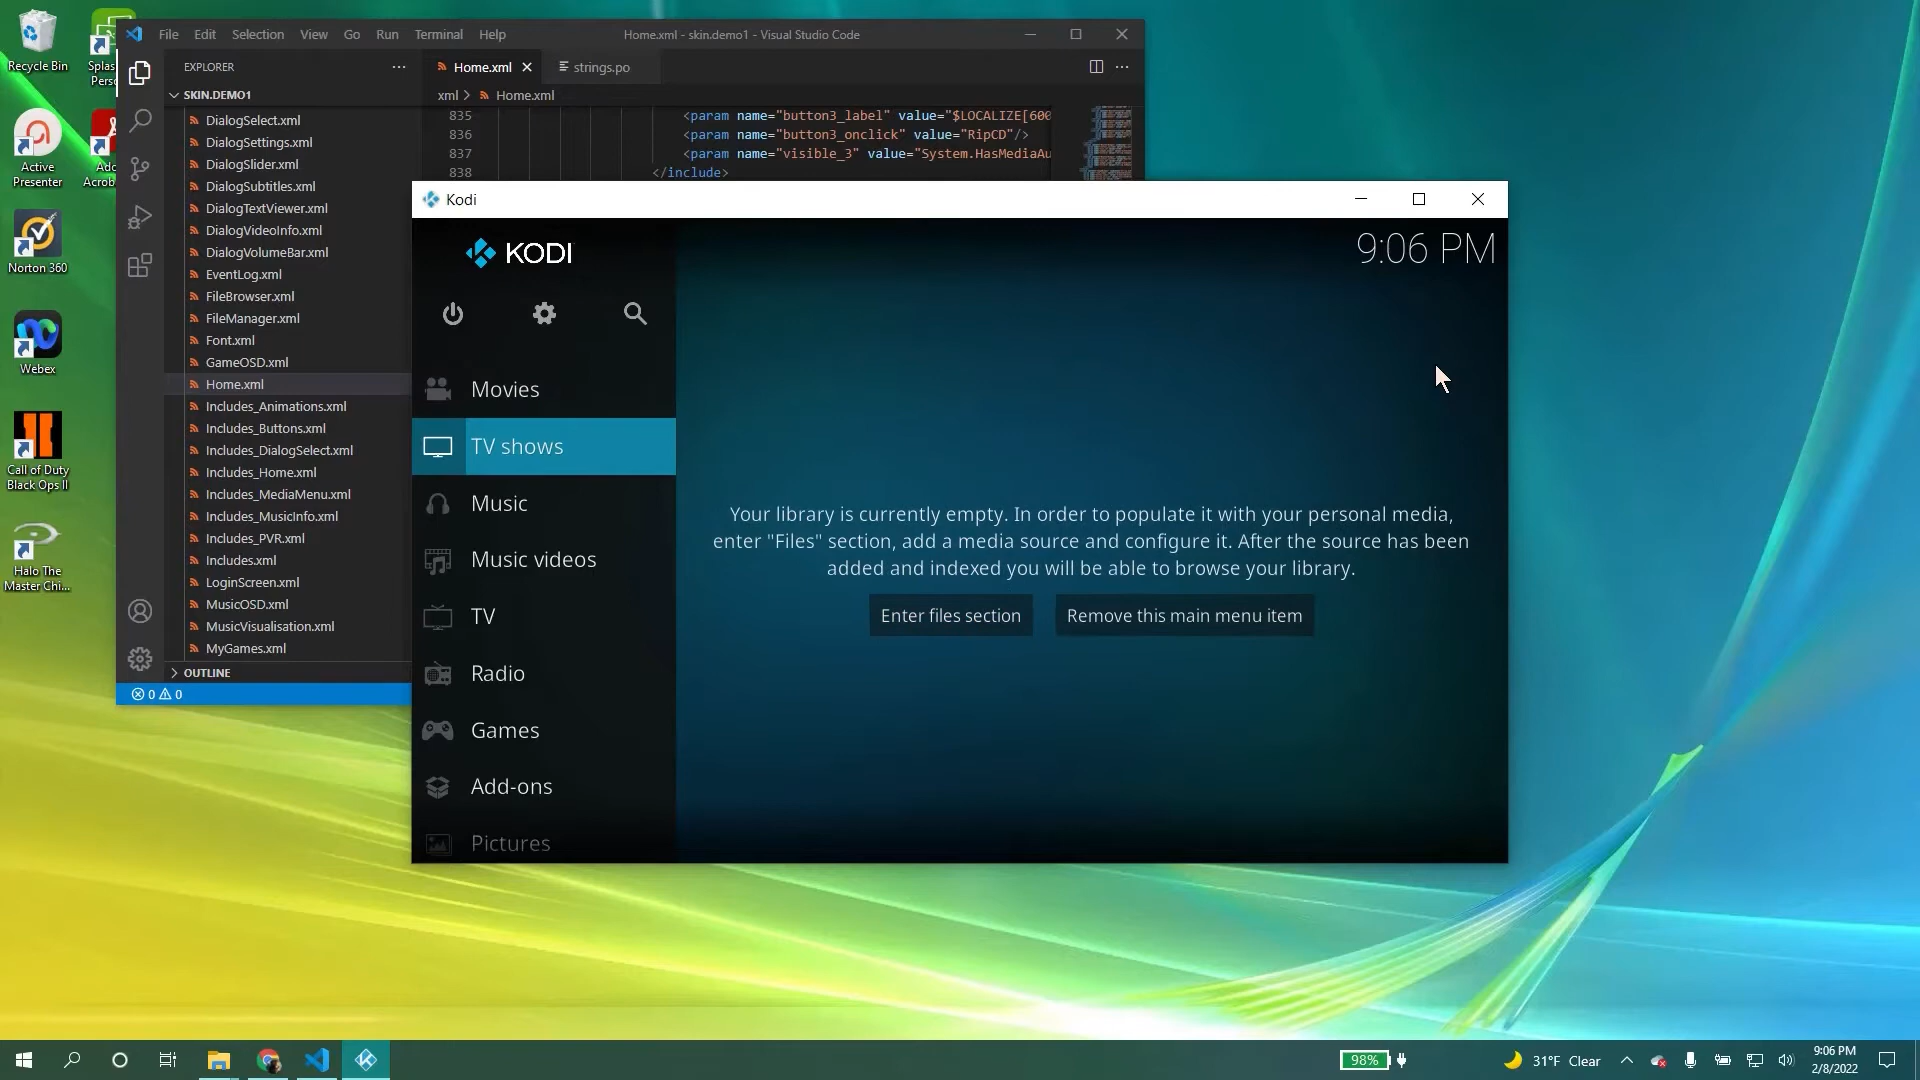 Recycle Bin
Splas
Perso
Active
Presenter
Ado
Acroba
Norton 360
Webex
Call of Duty
Black Ops II
Halo The
Master Chi...
File Edit Selection View Go Run Terminal Help
Home.xml - skin.demo1 - Visual Studio Code
EXPLORER
SKIN.DEMO1
DialogSelect.xml
DialogSettings.xml
DialogSlider.xml
DialogSubtitles.xml
DialogTextViewer.xml
DialogVideoInfo.xml
DialogVolumeBar.xml
EventLog.xml
FileBrowser.xml
FileManager.xml
Font.xml
GameOSD.xml
Home.xml
Includes_Animations.xml
Includes_Buttons.xml
Includes_DialogSelect.xml
Includes_Home.xml
Includes_MediaMenu.xml
Includes_MusicInfo.xml
Includes_PVR.xml
Includes.xml
LoginScreen.xml
MusicOSD.xml
MusicVisualisation.xml
MyGames.xml
OUTLINE
0 0
Home.xml strings.po
xml > Home.xml
835 <param name="button3_label" value="$LOCALIZE[600
836 <param name="button3_onclick" value="RipCD"/>
837 <param name="visible_3" value="System.HasMediaAu
838 </include>
Kodi
KODI
9:06 PM
Movies
TV shows
Music
Music videos
TV
Radio
Games
Add-ons
Pictures
Your library is currently empty. In order to populate it with your personal media,
enter "Files" section, add a media source and configure it. After the source has been
added and indexed you will be able to browse your library.
Enter files section Remove this main menu item
98%
31°F Clear
9:06 PM
2/8/2022